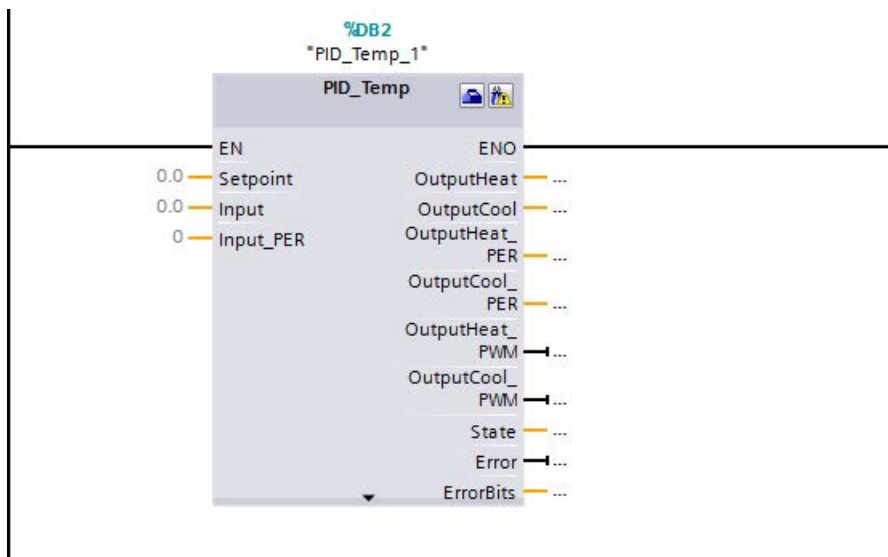 %DB2
"PID_Temp_1"
PID_Temp
EN ENO
0.0 Setpoint OutputHeat ...
0.0 Input OutputCool ...
0 Input_PER OutputHeat_
PER ...
OutputCool_
PER ...
OutputHeat_
PWM ...
OutputCool_
PWM ...
State ...
Error ...
ErrorBits ...